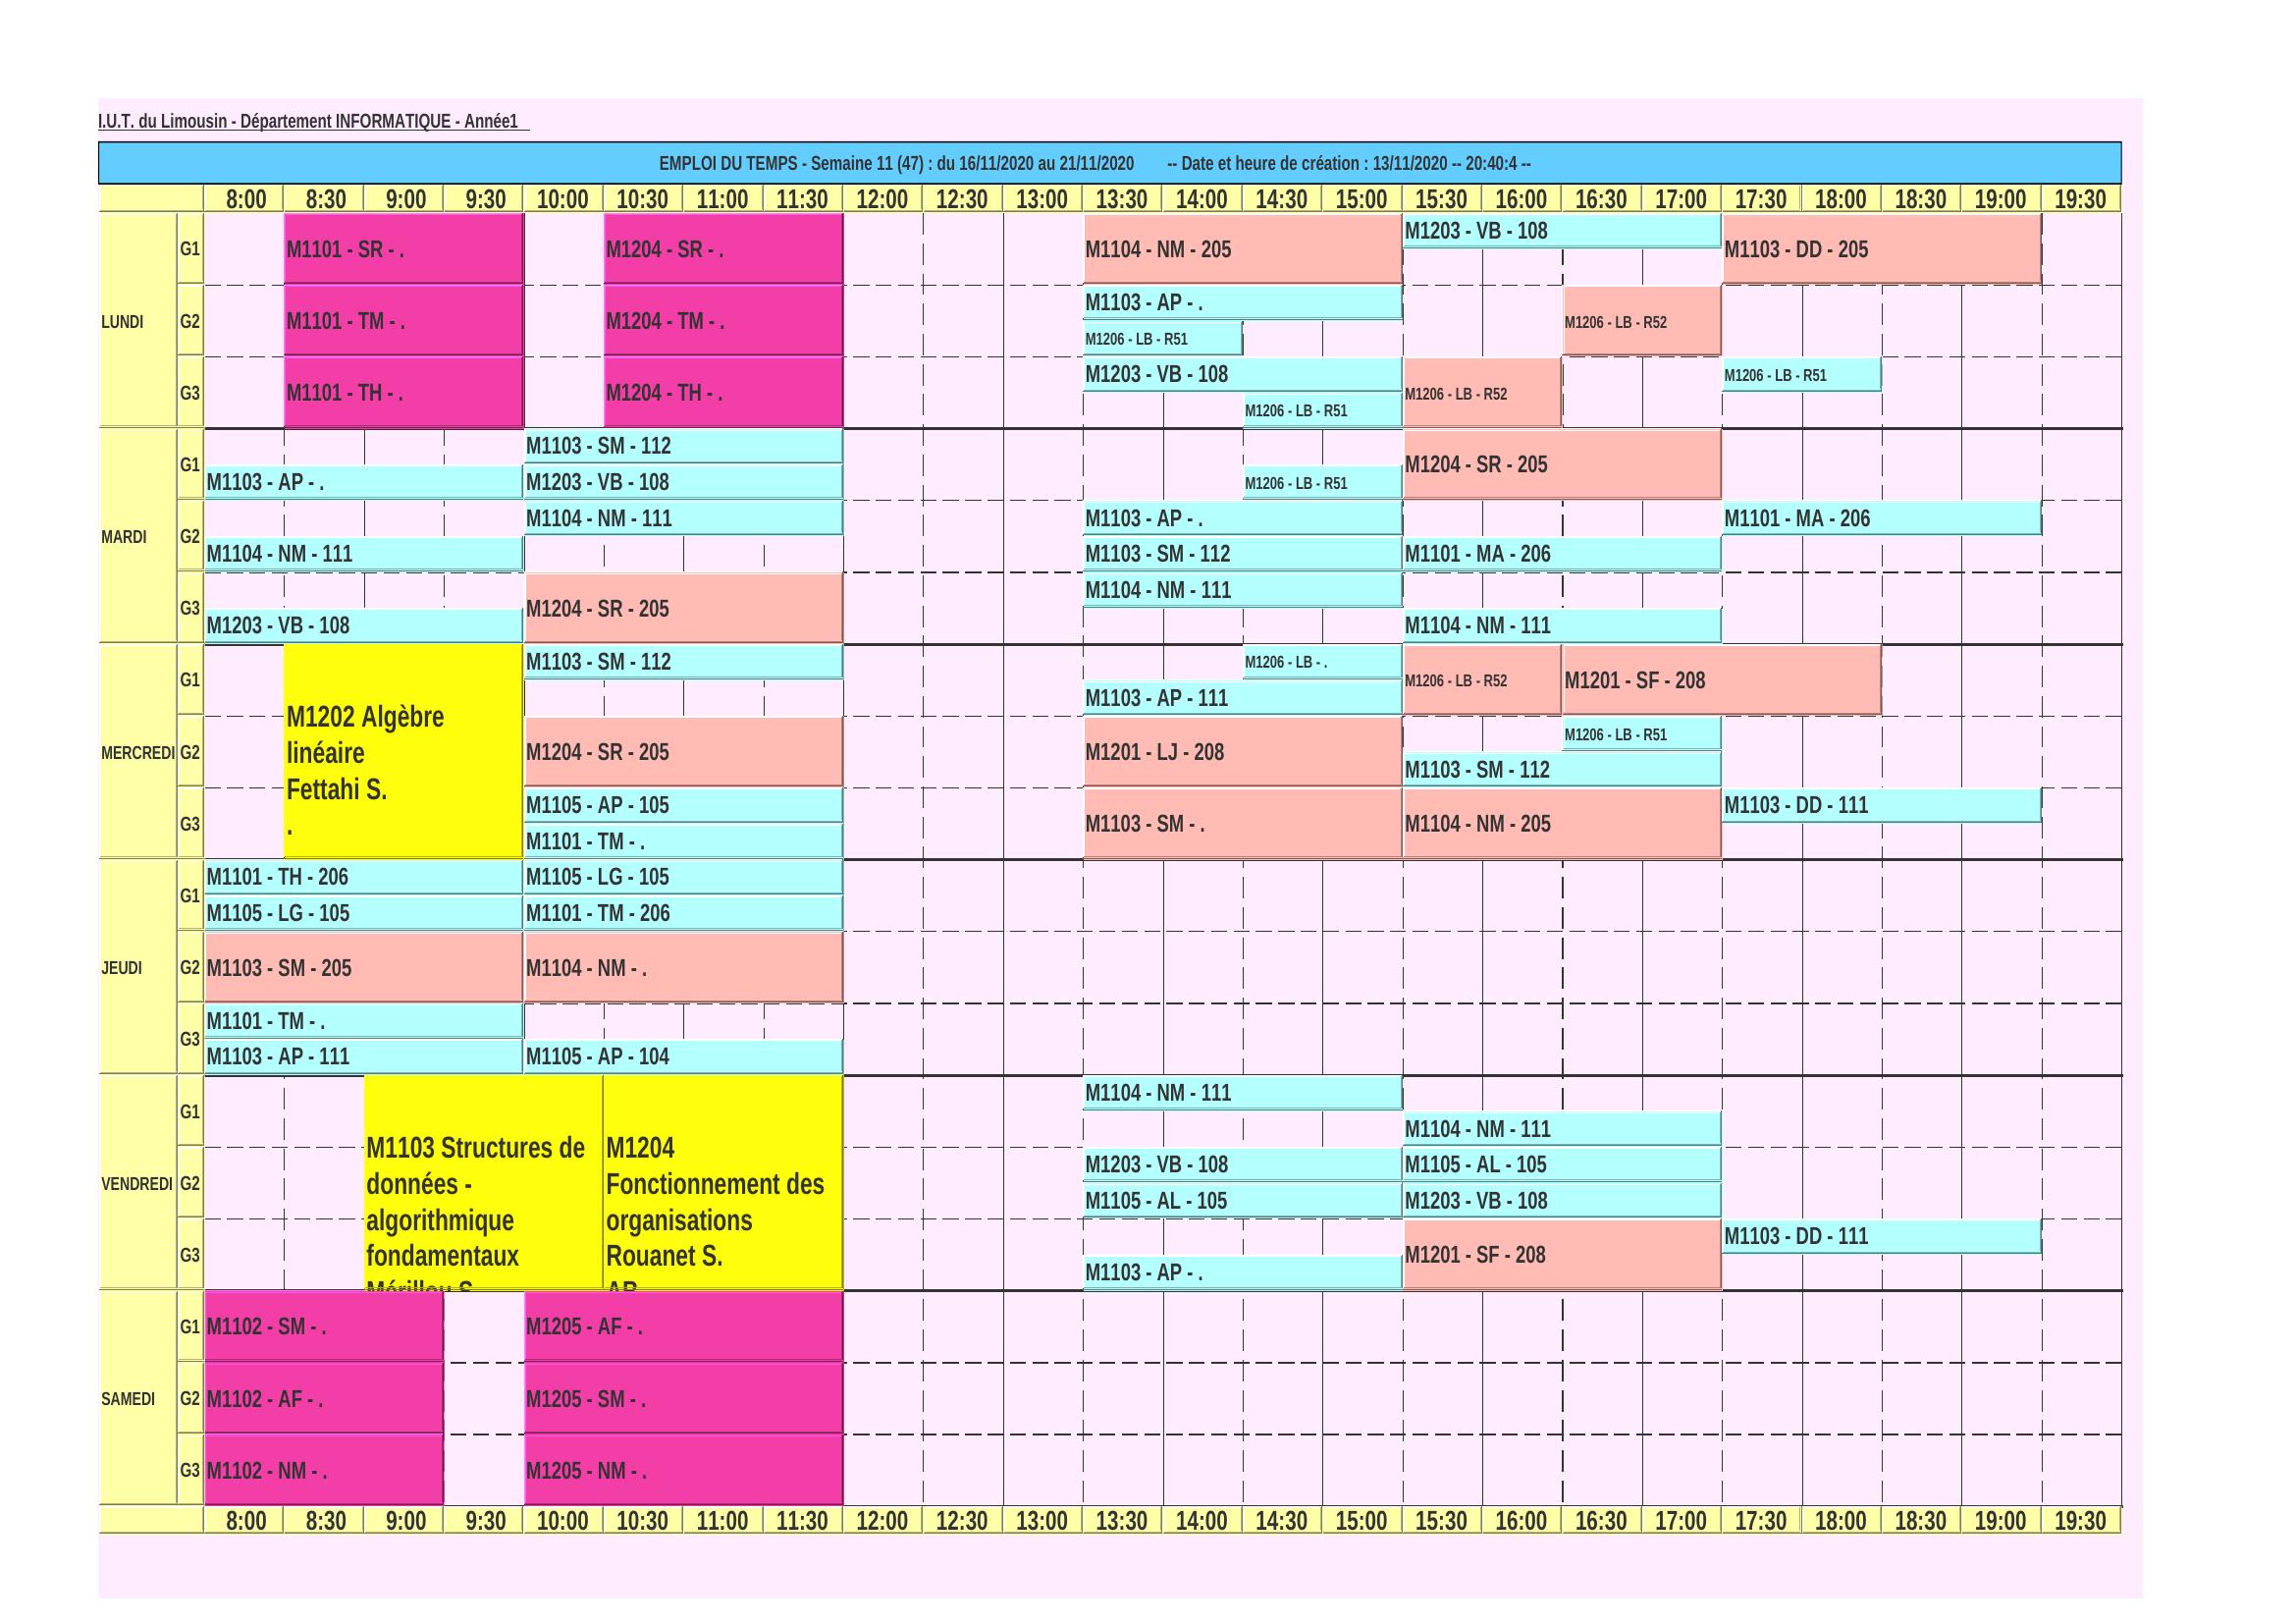 I.U.T. du Limousin - Département INFORMATIQUE - Année1
EMPLOI DU TEMPS - Semaine 11 (47) : du 16/11/2020 au 21/11/2020 -- Date et heure de création : 13/11/2020 -- 20:40:4 --
8:00 8:30 9:00 9:30 10:00 10:30 11:00 11:30 12:00 12:30 13:00 13:30 14:00 14:30 15:00 15:30 16:00 16:30 17:00 17:30 18:00 18:30 19:00 19:30
LUNDI
G1
M1101 - SR - . M1204 - SR - . M1104 - NM - 205 M1203 - VB - 108 M1103 - DD - 205
G2
M1101 - TM - . M1204 - TM - . M1103 - AP - . M1206 - LB - R52
M1206 - LB - R51
G3
M1101 - TH - . M1204 - TH - . M1203 - VB - 108 M1206 - LB - R52 M1206 - LB - R51
M1206 - LB - R51
MARDI
G1
M1103 - SM - 112 M1204 - SR - 205
M1103 - AP - . M1203 - VB - 108 M1206 - LB - R51
G2
M1104 - NM - 111 M1103 - AP - . M1101 - MA - 206
M1104 - NM - 111 M1103 - SM - 112 M1101 - MA - 206
G3
M1204 - SR - 205 M1104 - NM - 111
M1203 - VB - 108 M1104 - NM - 111
MERCREDI
M1202 Algèbre
linéaire
Fettahi S.
.
G1
M1103 - SM - 112 M1206 - LB - . M1206 - LB - R52 M1201 - SF - 208
M1103 - AP - 111
G2
M1204 - SR - 205 M1201 - LJ - 208 M1206 - LB - R51
M1103 - SM - 112
G3
M1105 - AP - 105 M1103 - SM - . M1104 - NM - 205 M1103 - DD - 111
M1101 - TM - .
JEUDI
G1
M1101 - TH - 206 M1105 - LG - 105
M1105 - LG - 105 M1101 - TM - 206
G2
M1103 - SM - 205 M1104 - NM - .
G3
M1101 - TM - .
M1103 - AP - 111 M1105 - AP - 104
VENDREDI
M1103 Structures de
données -
algorithmique
fondamentaux
Mérillou S.
M1204
Fonctionnement des
organisations
Rouanet S.
G1
M1104 - NM - 111
M1104 - NM - 111
G2
M1203 - VB - 108 M1105 - AL - 105
M1105 - AL - 105 M1203 - VB - 108
G3
M1201 - SF - 208 M1103 - DD - 111
M1103 - AP - .
SAMEDI
G1
M1102 - SM - . M1205 - AF - .
G2
M1102 - AF - . M1205 - SM - .
G3
M1102 - NM - . M1205 - NM - .
8:00 8:30 9:00 9:30 10:00 10:30 11:00 11:30 12:00 12:30 13:00 13:30 14:00 14:30 15:00 15:30 16:00 16:30 17:00 17:30 18:00 18:30 19:00 19:30